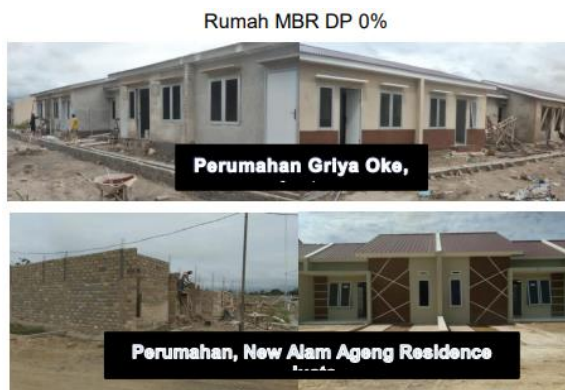 Rumah MBR DP 0%
Perumahan Griya Oke,
Perumahan, New Alam Ageng Residence